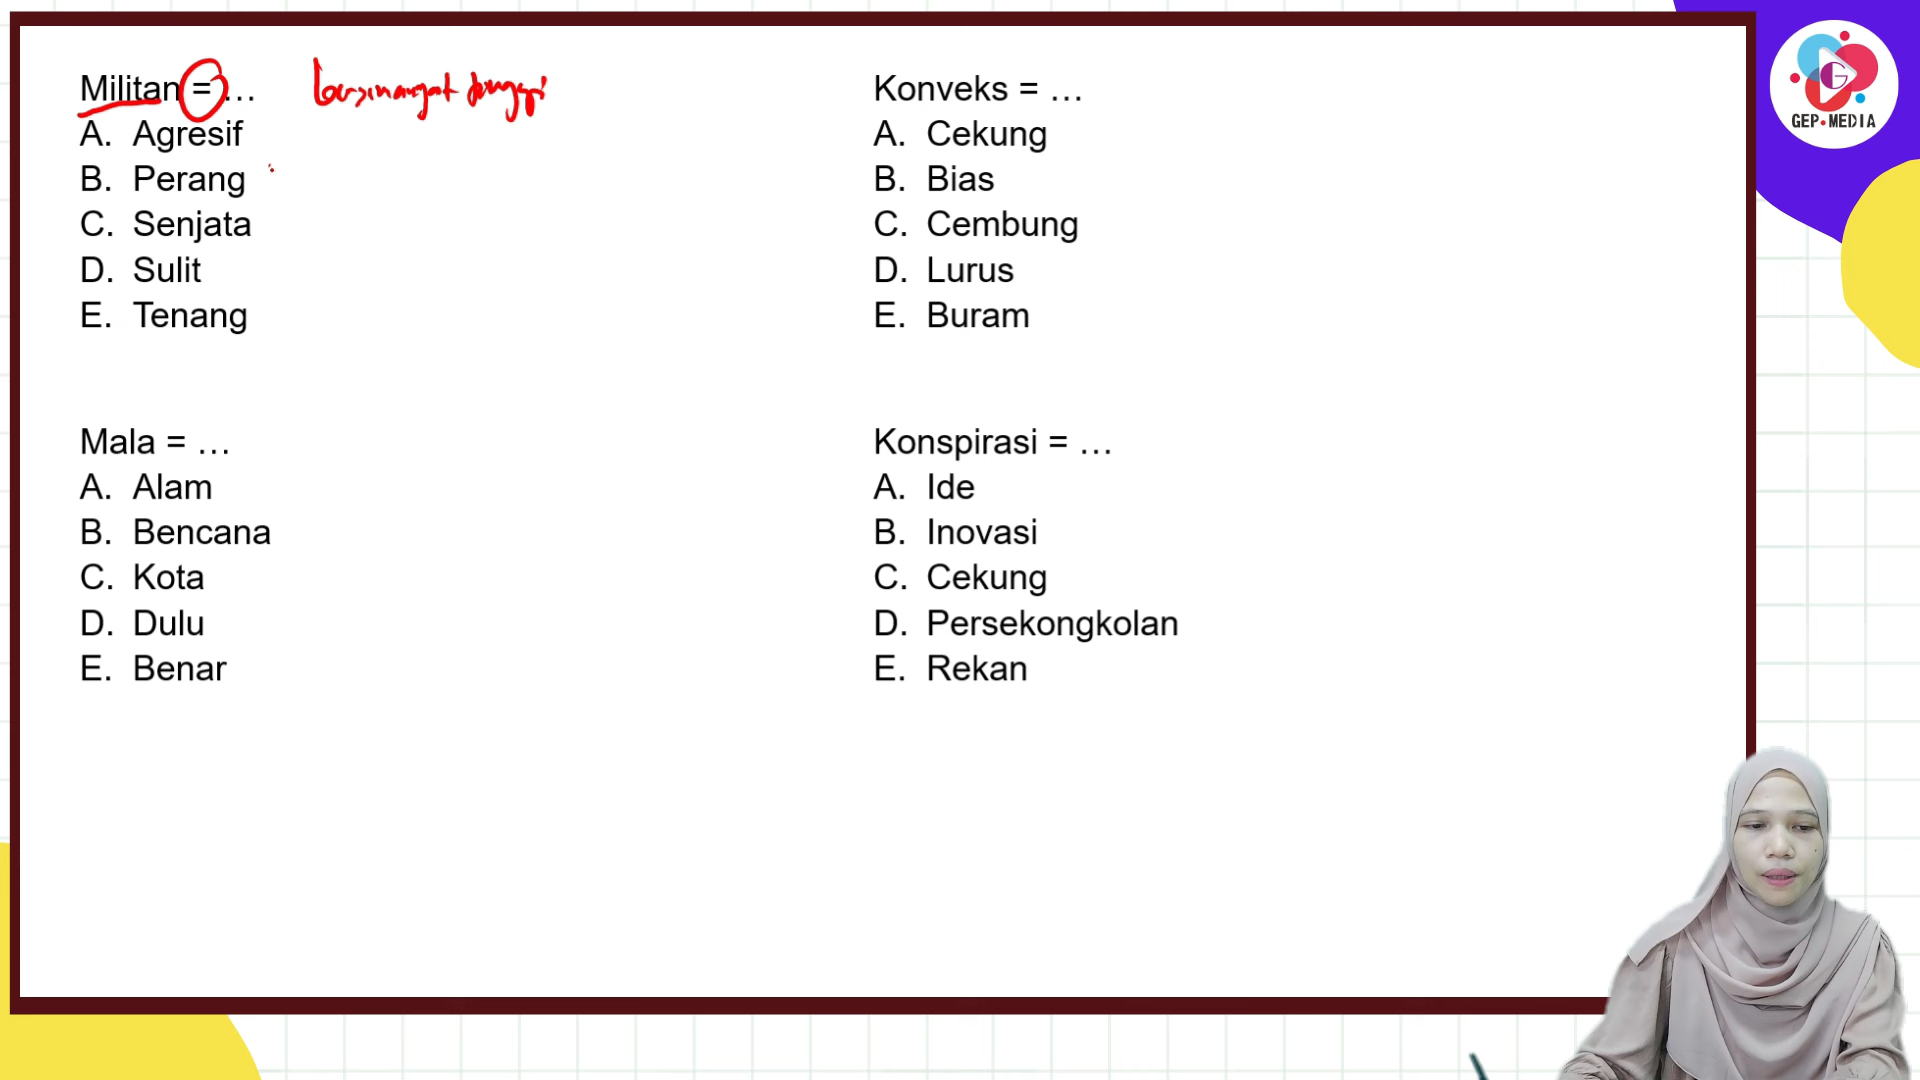 Militan = … bersemangat tinggi
A. Agresif
B. Perang
C. Senjata
D. Sulit
E. Tenang
Konveks = …
A. Cekung
B. Bias
C. Cembung
D. Lurus
E. Buram
Mala = …
A. Alam
B. Bencana
C. Kota
D. Dulu
E. Benar
Konspirasi = …
A. Ide
B. Inovasi
C. Cekung
D. Persekongkolan
E. Rekan
G
GEP•MEDIA